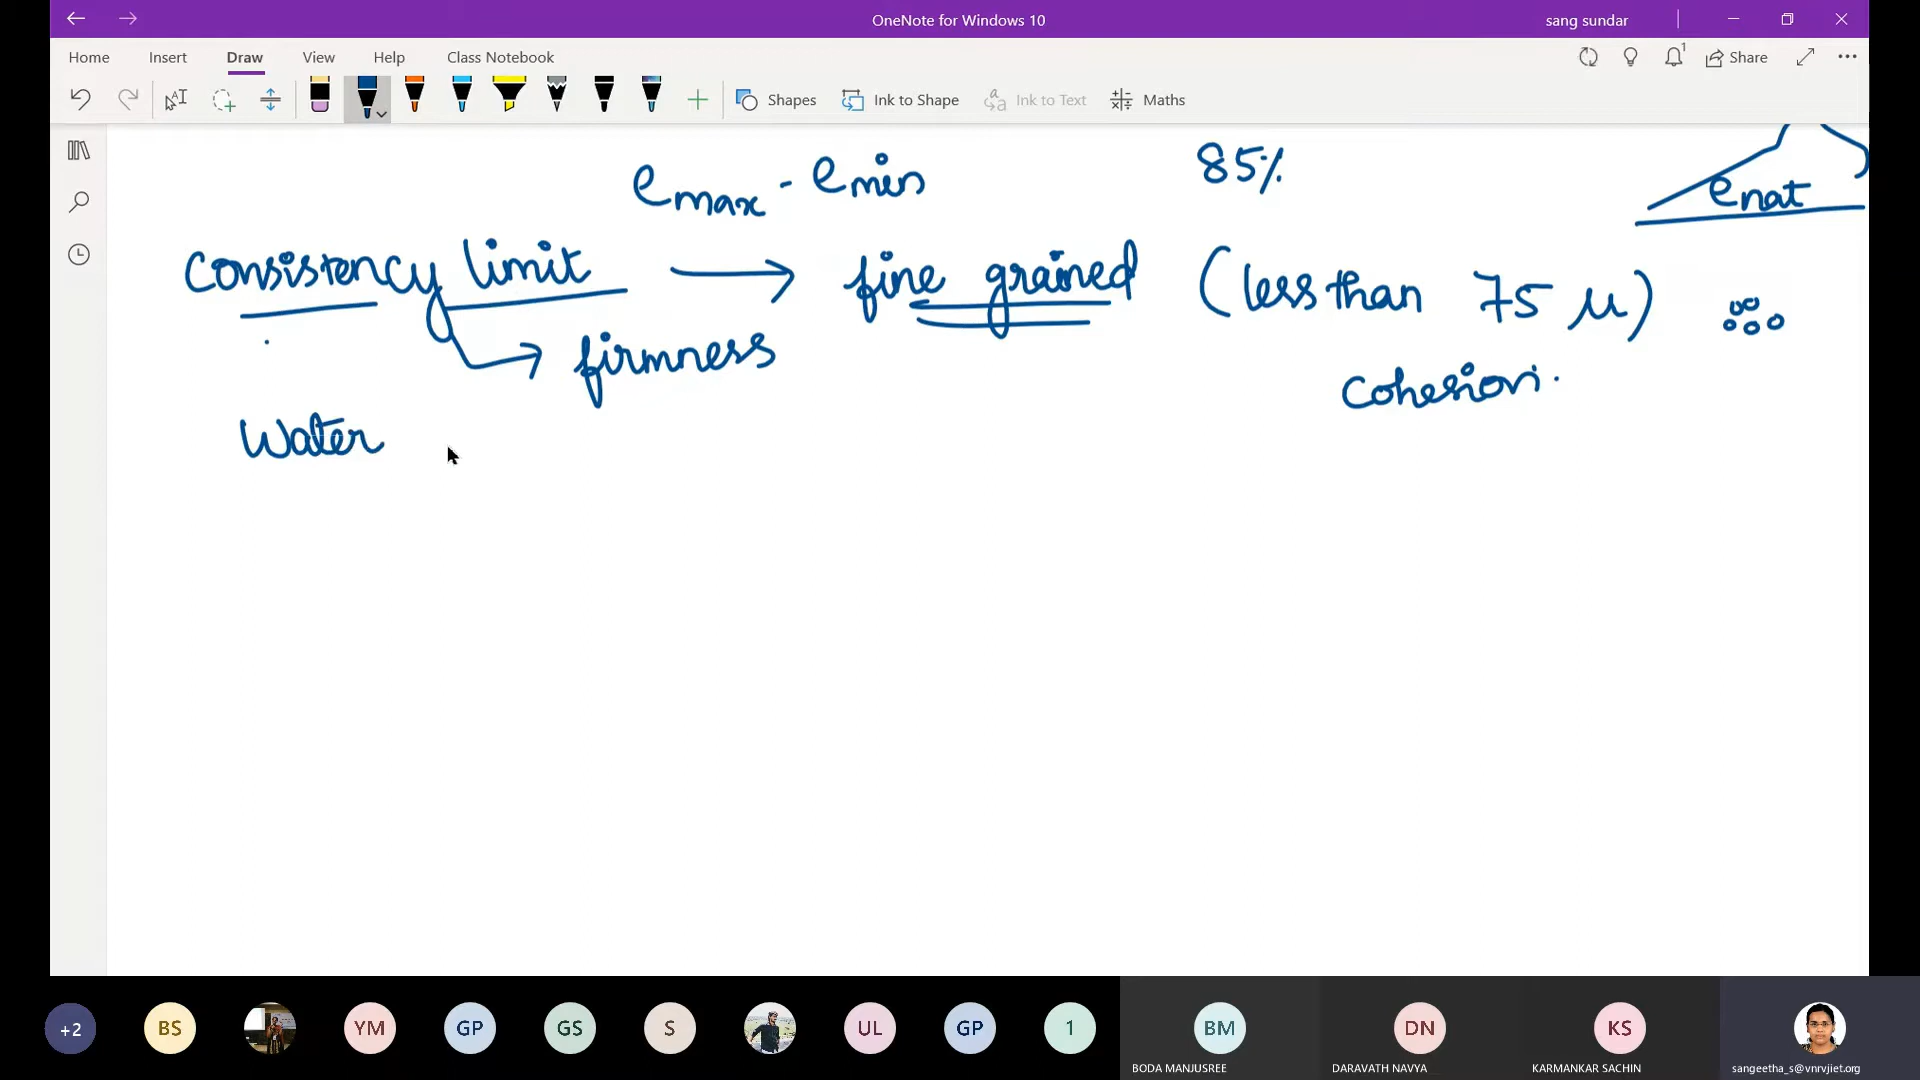 OneNote for Windows 10
sang sundar
Home Insert Draw View Help Class Notebook
1
Share
Shapes
Ink to Shape
Ink to Text
Maths
emax - emin
85%
enat
Consistency limit → fine grained (less than 75 μ)
→ firmness
Cohesion.
Water
+2 BS YM GP GS S UL GP 1 BM DN KS
BODA MANJUSREE DARAVATH NAVYA KARMANKAR SACHIN sangeetha_s@vnrvjiet.org